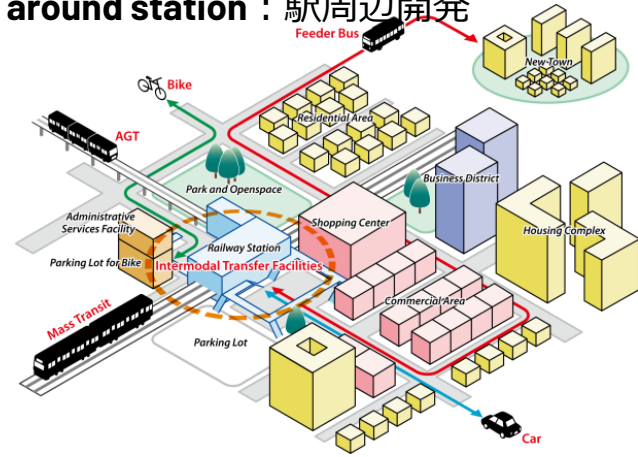 around station：駅周辺開発
Feeder Bus
New Town
Bike
Residential Area
AGT
Business District
Park and Openspace
Administrative
Services Facility
Shopping Center
Housing Complex
Railway Station
Parking Lot for Bike
Intermodal Transfer Facilities
Commercial Area
Mass Transit
Parking Lot
Car